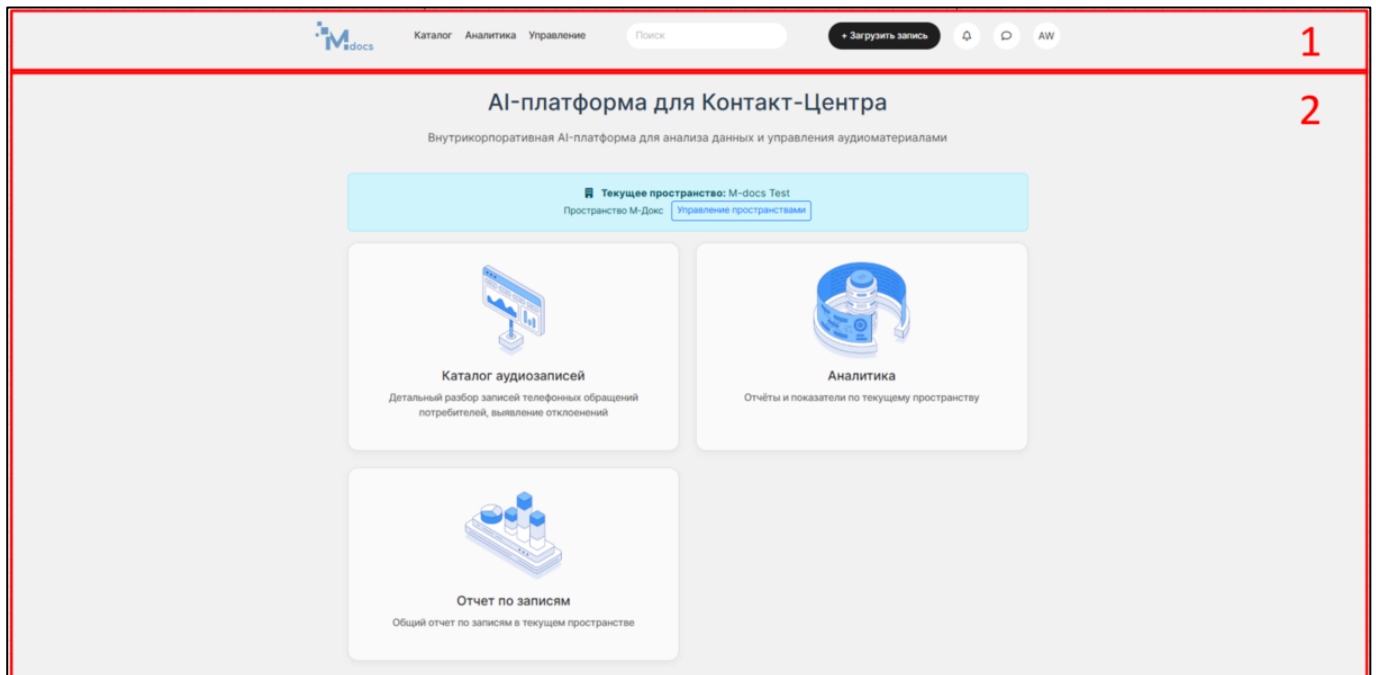 Mdocs Каталог Аналитика Управление Поиск + Загрузить запись AW 1
2
AI-платформа для Контакт-Центра
Внутрикорпоративная AI-платформа для анализа данных и управления аудиоматериалами
Текущее пространство: M-docs Test
Пространство М-Докс Управление пространствами
Каталог аудиозаписей
Детальный разбор записей телефонных обращений
потребителей, выявление отклоенений
Аналитика
Отчёты и показатели по текущему пространству
Отчет по записям
Общий отчет по записям в текущем пространстве